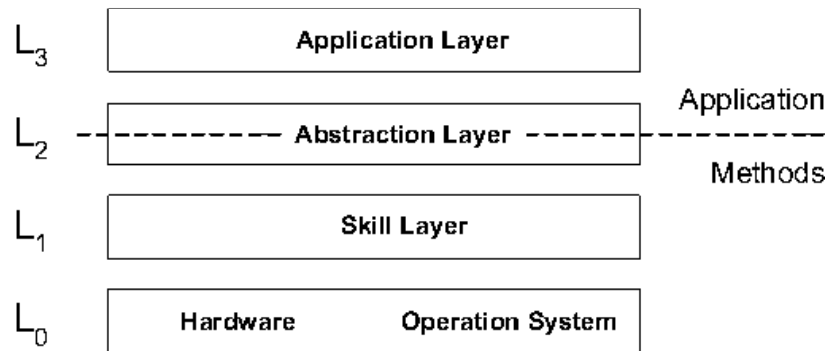 L3 Application Layer
Application
L2 Abstraction Layer
Methods
L1 Skill Layer
L0 Hardware Operation System